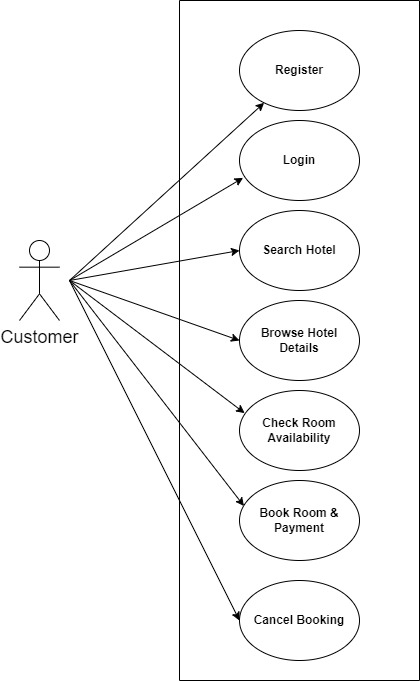 Register
Login
Search Hotel
Customer
Browse Hotel
Details
Check Room
Availability
Book Room &
Payment
Cancel Booking